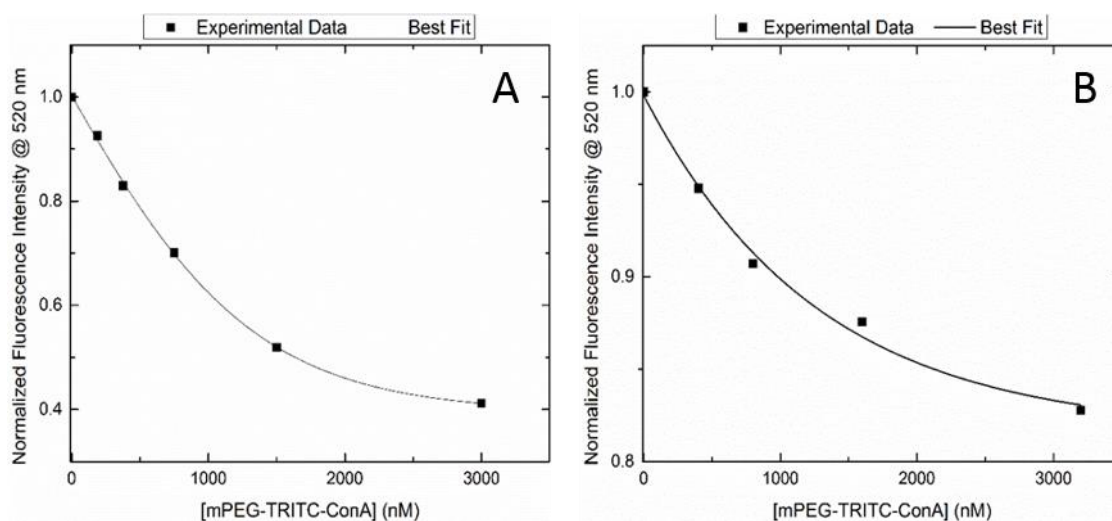 Experimental Data Best Fit
A
Normalized Fluorescence Intensity @ 520 nm
1.0
0.8
0.6
0.4
0 1000 2000 3000
[mPEG-TRITC-ConA] (nM)
Experimental Data Best Fit
B
Normalized Fluorescence Intensity @ 520 nm
1.0
0.9
0.8
0 1000 2000 3000
[mPEG-TRITC-ConA] (nM)